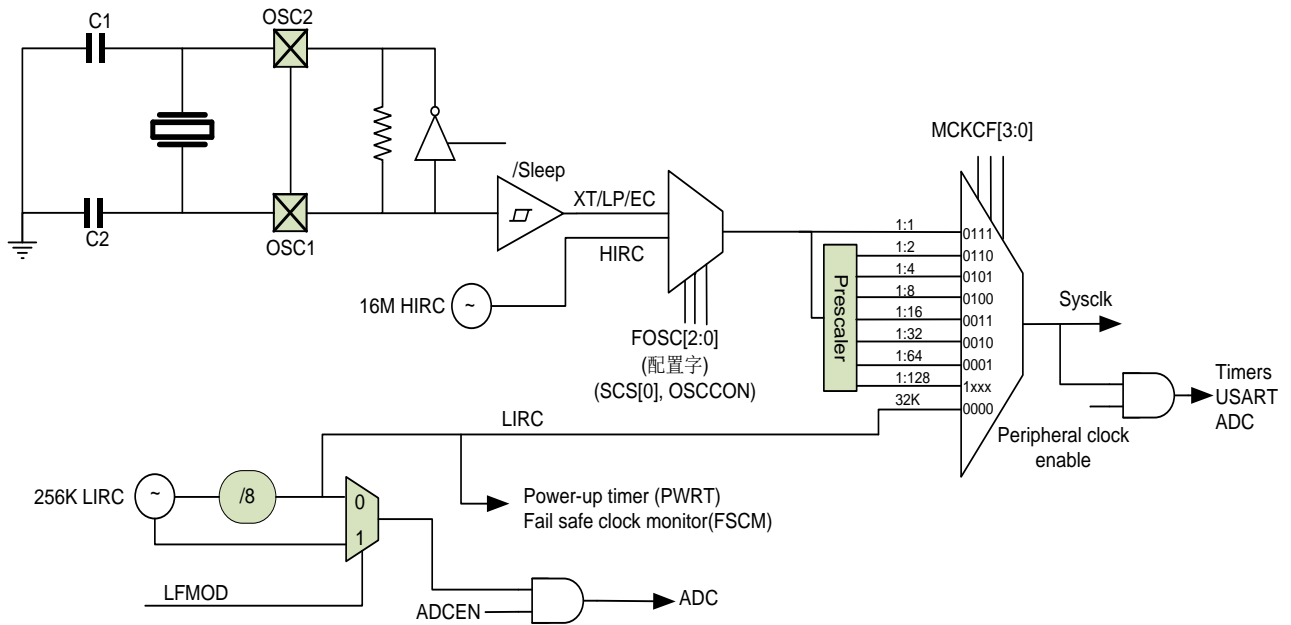 C1
OSC2
C2
OSC1
/Sleep
XT/LP/EC
HIRC
16M HIRC
~
FOSC[2:0]
(配置字)
(SCS[0], OSCCON)
MCKCF[3:0]
Prescaler
1:1
0111
1:2
0110
1:4
0101
1:8
0100
1:16
0011
1:32
0010
1:64
0001
1:128
1xxx
32K
0000
Sysclk
Timers
USART
ADC
Peripheral clock
enable
LIRC
256K LIRC
~
/8
0
1
Power-up timer (PWRT)
Fail safe clock monitor(FSCM)
LFMOD
ADCEN
ADC